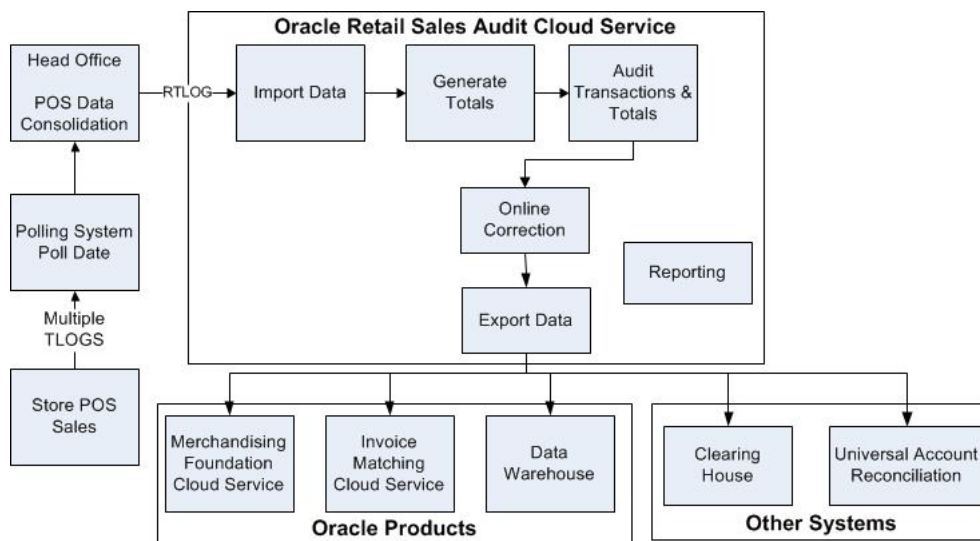 Oracle Retail Sales Audit Cloud Service
Head Office
POS Data
Consolidation
RTLOG
Import Data
Generate
Totals
Audit
Transactions &
Totals
Polling System
Poll Date
Online
Correction
Reporting
Multiple
TLOGS
Export Data
Store POS
Sales
Merchandising
Foundation
Cloud Service
Invoice
Matching
Cloud Service
Data
Warehouse
Oracle Products
Clearing
House
Universal Account
Reconciliation
Other Systems